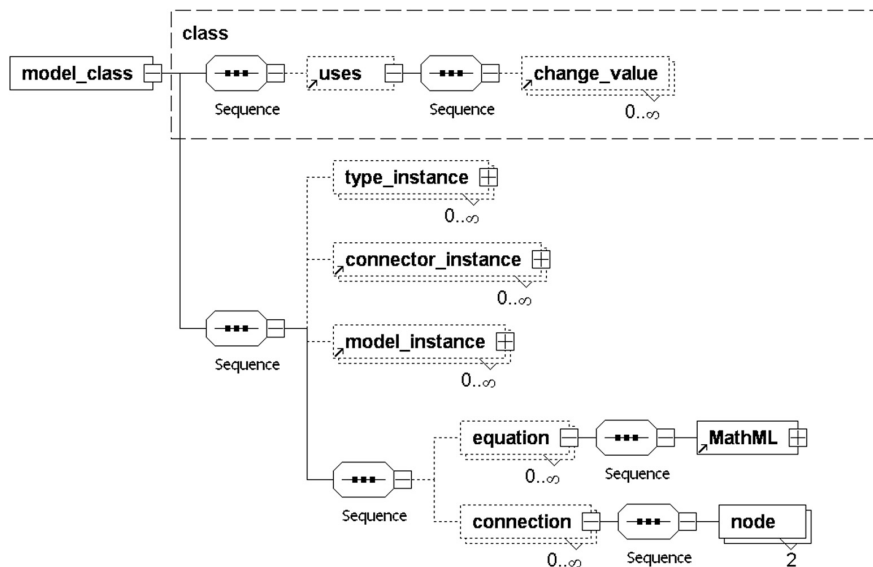 class
model_class
uses
change_value
Sequence
Sequence
0..∞
type_instance
0..∞
connector_instance
0..∞
model_instance
Sequence
0..∞
equation
MathML
0..∞
Sequence
Sequence
connection
node
0..∞
Sequence
2